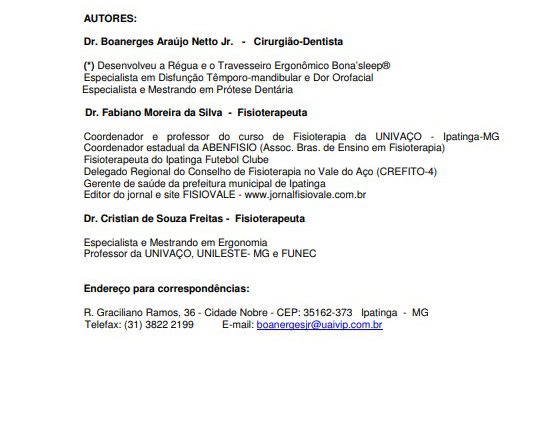 AUTORES:
Dr. Boanerges Araújo Netto Jr. - Cirurgião-Dentista
(*) Desenvolveu a Régua e o Travesseiro Ergonômico Bona'sleep®
Especialista em Disfunção Têmporo-mandibular e Dor Orofacial
Especialista e Mestrando em Prótese Dentária
Dr. Fabiano Moreira da Silva - Fisioterapeuta
Coordenador e professor do curso de Fisioterapia da UNIVAÇO - Ipatinga-MG
Coordenador estadual da ABENFISIO (Assoc. Bras. de Ensino em Fisioterapia)
Fisioterapeuta do Ipatinga Futebol Clube
Delegado Regional do Conselho de Fisioterapia no Vale do Aço (CREFITO-4)
Gerente de saúde da prefeitura municipal de Ipatinga
Editor do jornal e site FISIOVALE - www.jornalfisiovale.com.br
Dr. Cristian de Souza Freitas - Fisioterapeuta
Especialista e Mestrando em Ergonomia
Professor da UNIVAÇO, UNILESTE- MG e FUNEC
Endereço para correspondências:
R. Graciliano Ramos, 36 - Cidade Nobre - CEP: 35162-373 Ipatinga - MG
Telefax: (31) 3822 2199 E-mail: boanergesjr@uaivip.com.br